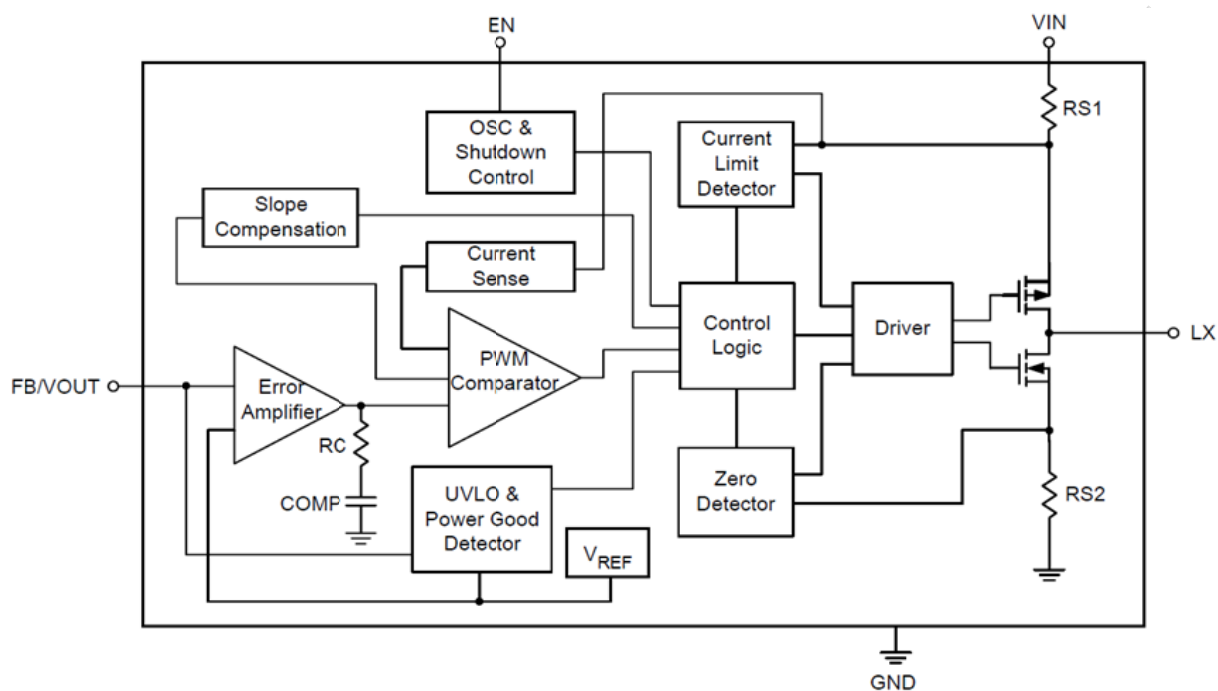 EN
VIN
RS1
OSC &
Shutdown
Control
Current
Limit
Detector
Slope
Compensation
Current
Sense
Control
Logic
Driver
LX
PWM
Comparator
FB/VOUT
Error
Amplifier
RC
COMP
UVLO &
Power Good
Detector
VREF
Zero
Detector
RS2
GND